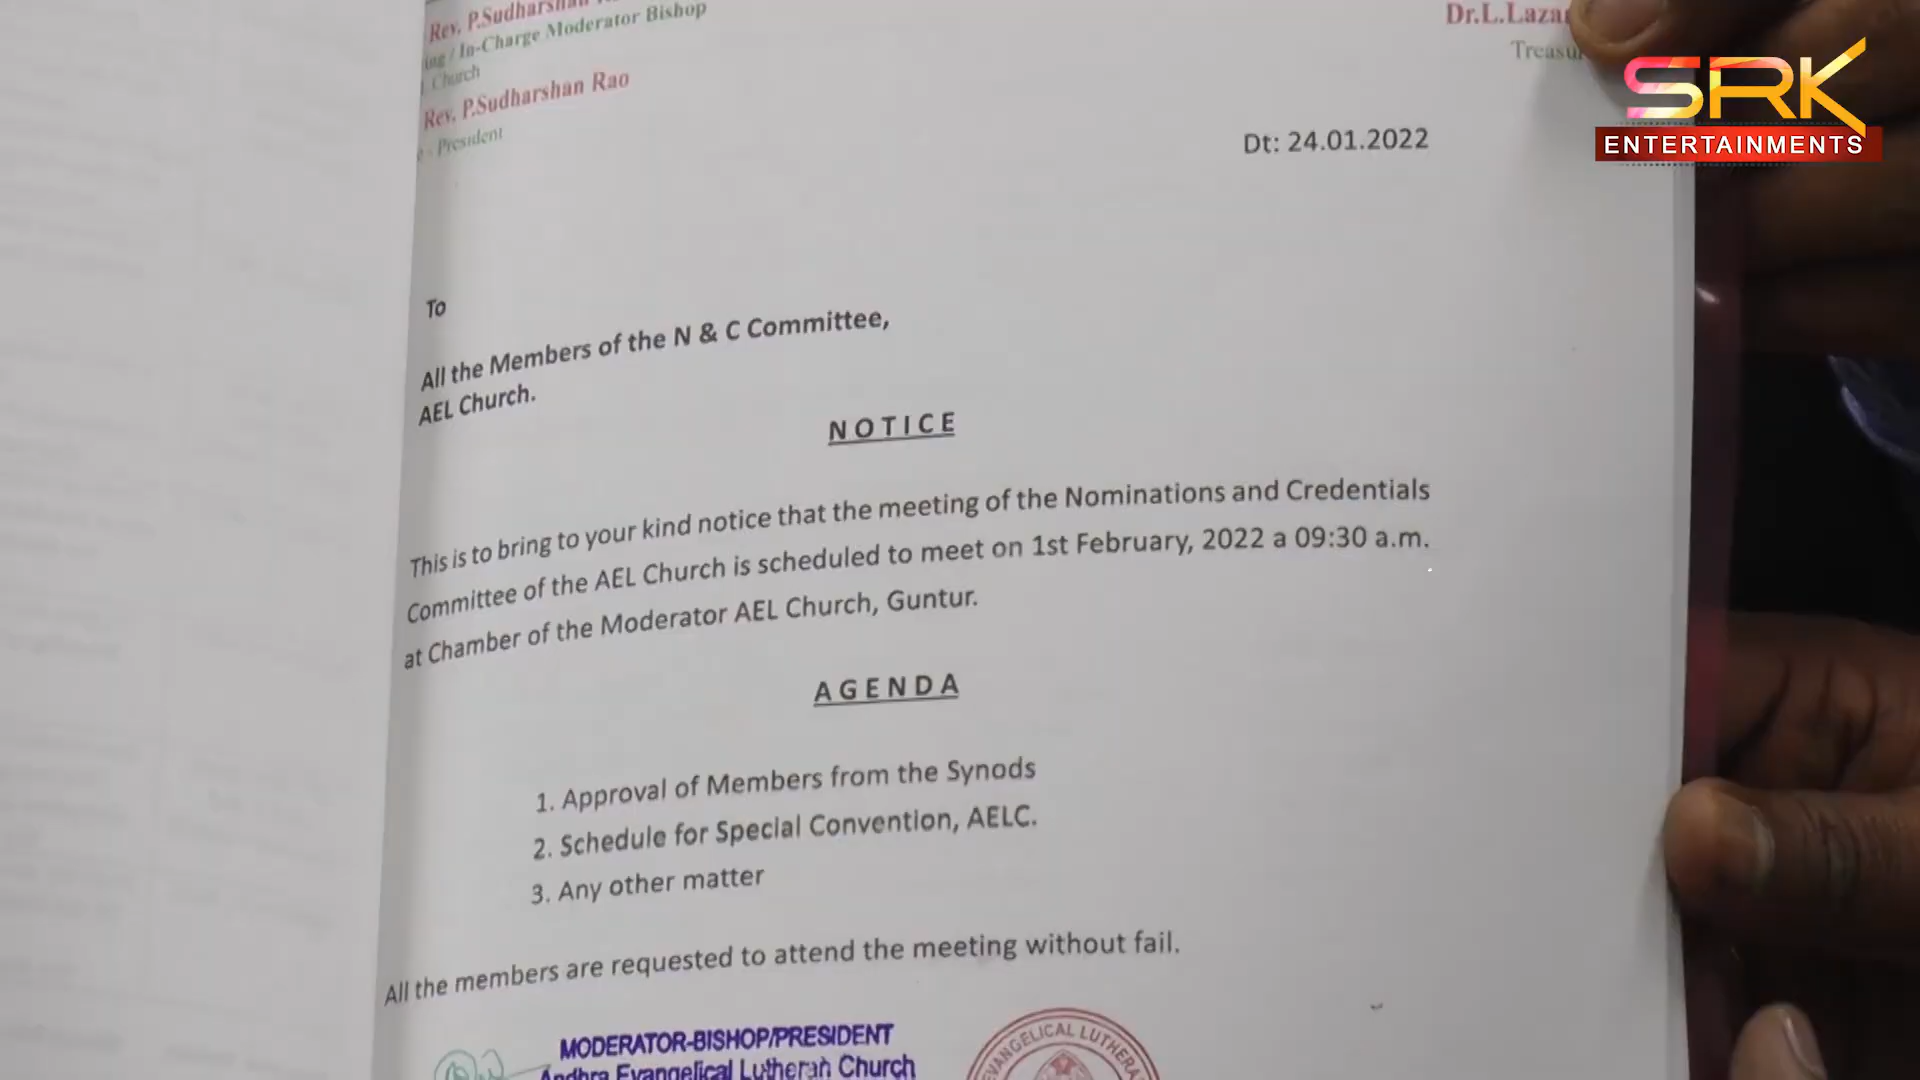 Rev. P.Sudharshan
Dr.L.Lazar
/ In-Charge Moderator Bishop
Church
Rev. P.Sudharshan Rao
- President
SRK
ENTERTAINMENTS
Dt: 24.01.2022
To
All the Members of the N & C Committee,
AEL Church.
NOTICE
This is to bring to your kind notice that the meeting of the Nominations and Credentials
Committee of the AEL Church is scheduled to meet on 1st February, 2022 a 09:30 a.m.
at Chamber of the Moderator AEL Church, Guntur.
AGENDA
1. Approval of Members from the Synods
2. Schedule for Special Convention, AELC.
3. Any other matter
All the members are requested to attend the meeting without fail.
MODERATOR-BISHOP/PRESIDENT
Andhra Evangelical Lutheran Church
EVANGELICAL LUTHERA